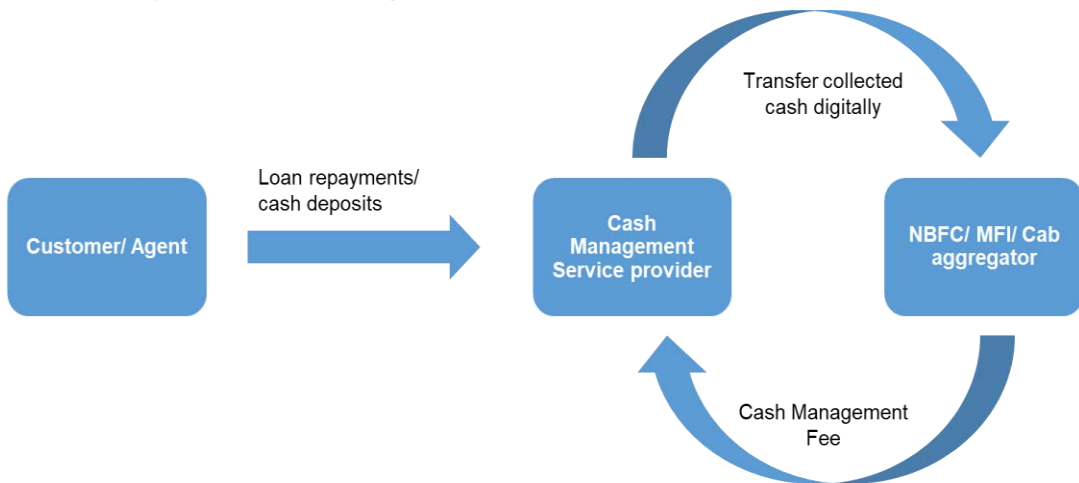 Transfer collected
cash digitally
Loan repayments/
cash deposits
Customer/ Agent
Cash
Management
Service provider
NBFC/ MFI/ Cab
aggregator
Cash Management
Fee